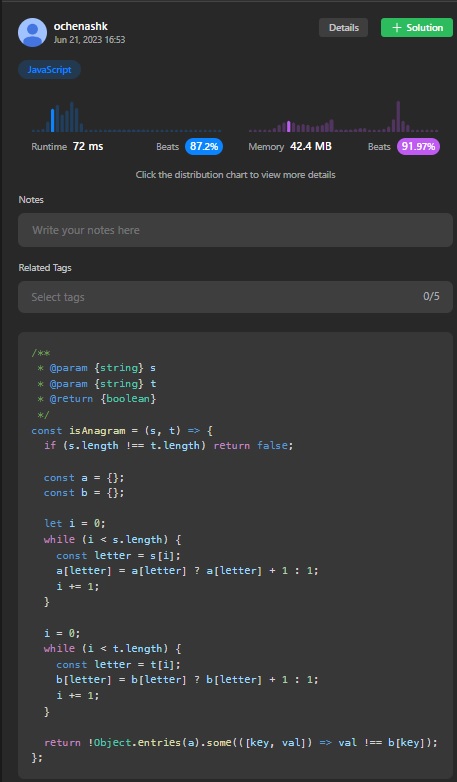 ochenashk
Jun 21, 2023 16:53
Details
+ Solution
JavaScript
Runtime 72 ms Beats 87.2%
Memory 42.4 MB Beats 91.97%
Click the distribution chart to view more details
Notes
Write your notes here
Related Tags
Select tags 0/5
/**
 * @param {string} s
 * @param {string} t
 * @return {boolean}
 */
const isAnagram = (s, t) => {
  if (s.length !== t.length) return false;

  const a = {};
  const b = {};

  let i = 0;
  while (i < s.length) {
    const letter = s[i];
    a[letter] = a[letter] ? a[letter] + 1 : 1;
    i += 1;
  }

  i = 0;
  while (i < t.length) {
    const letter = t[i];
    b[letter] = b[letter] ? b[letter] + 1 : 1;
    i += 1;
  }

  return !Object.entries(a).some(([key, val]) => val !== b[key]);
};